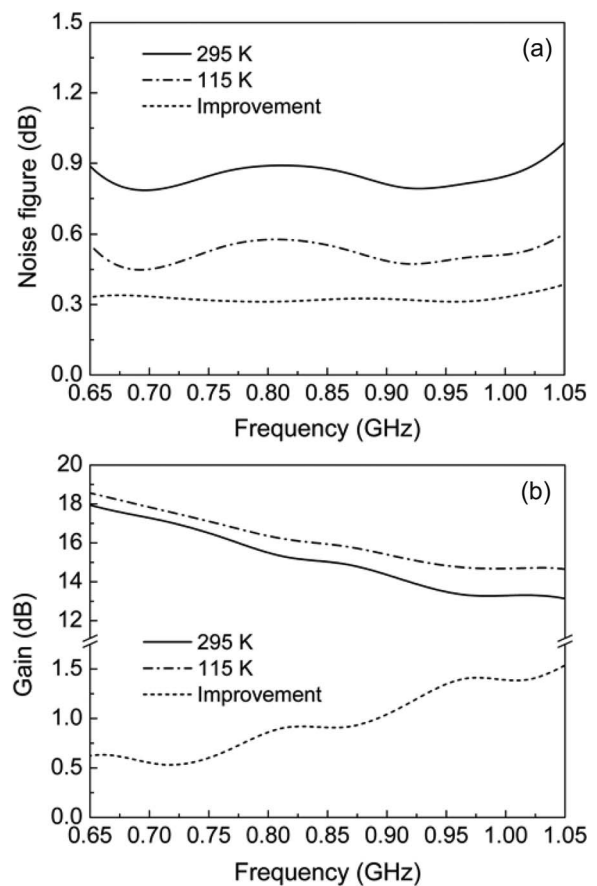 1.5
(a)
295 K
115 K
Improvement
1.2
0.9
0.6
0.3
0.0
Noise figure (dB)
0.65 0.70 0.75 0.80 0.85 0.90 0.95 1.00 1.05
Frequency (GHz)
20
(b)
18
16
14
12
Gain (dB)
295 K
115 K
Improvement
1.5
1.0
0.5
0.0
0.65 0.70 0.75 0.80 0.85 0.90 0.95 1.00 1.05
Frequency (GHz)